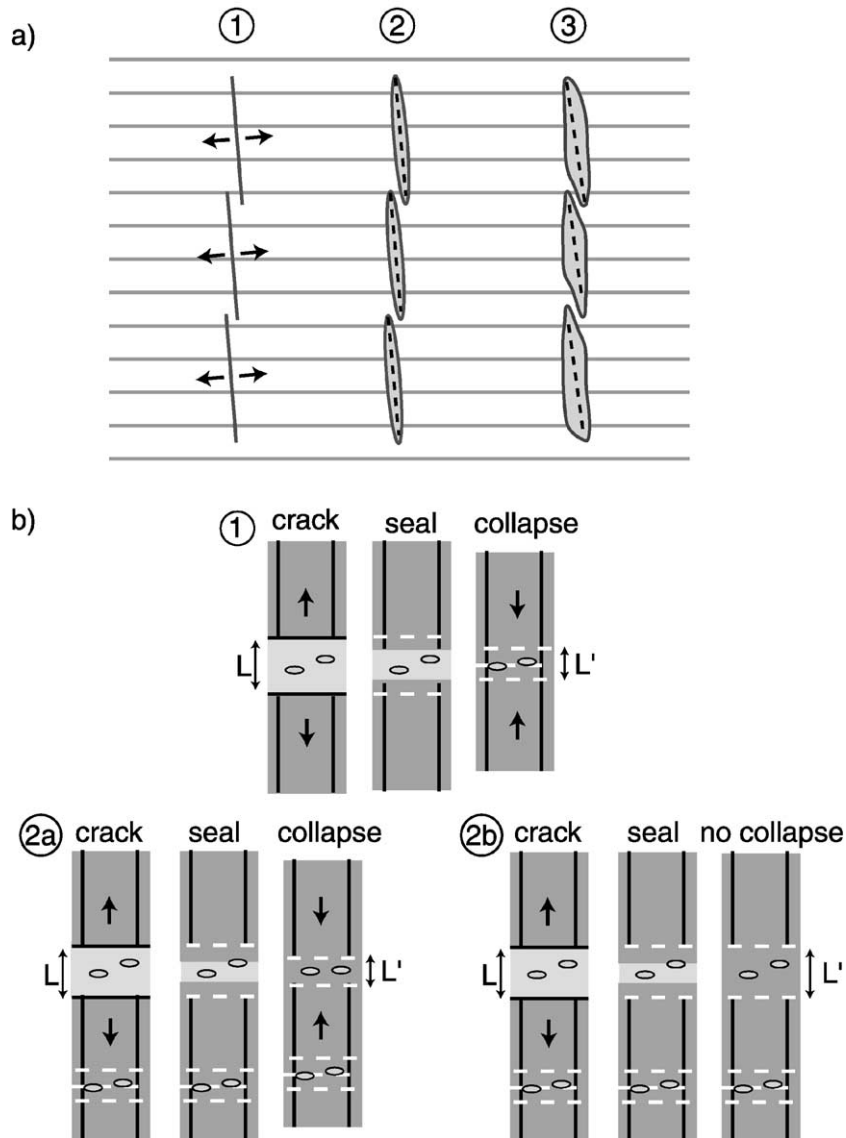 a)
1 2 3
b)
1 crack seal collapse
L L'
2a crack seal collapse
L L'
2b crack seal no collapse
L L'